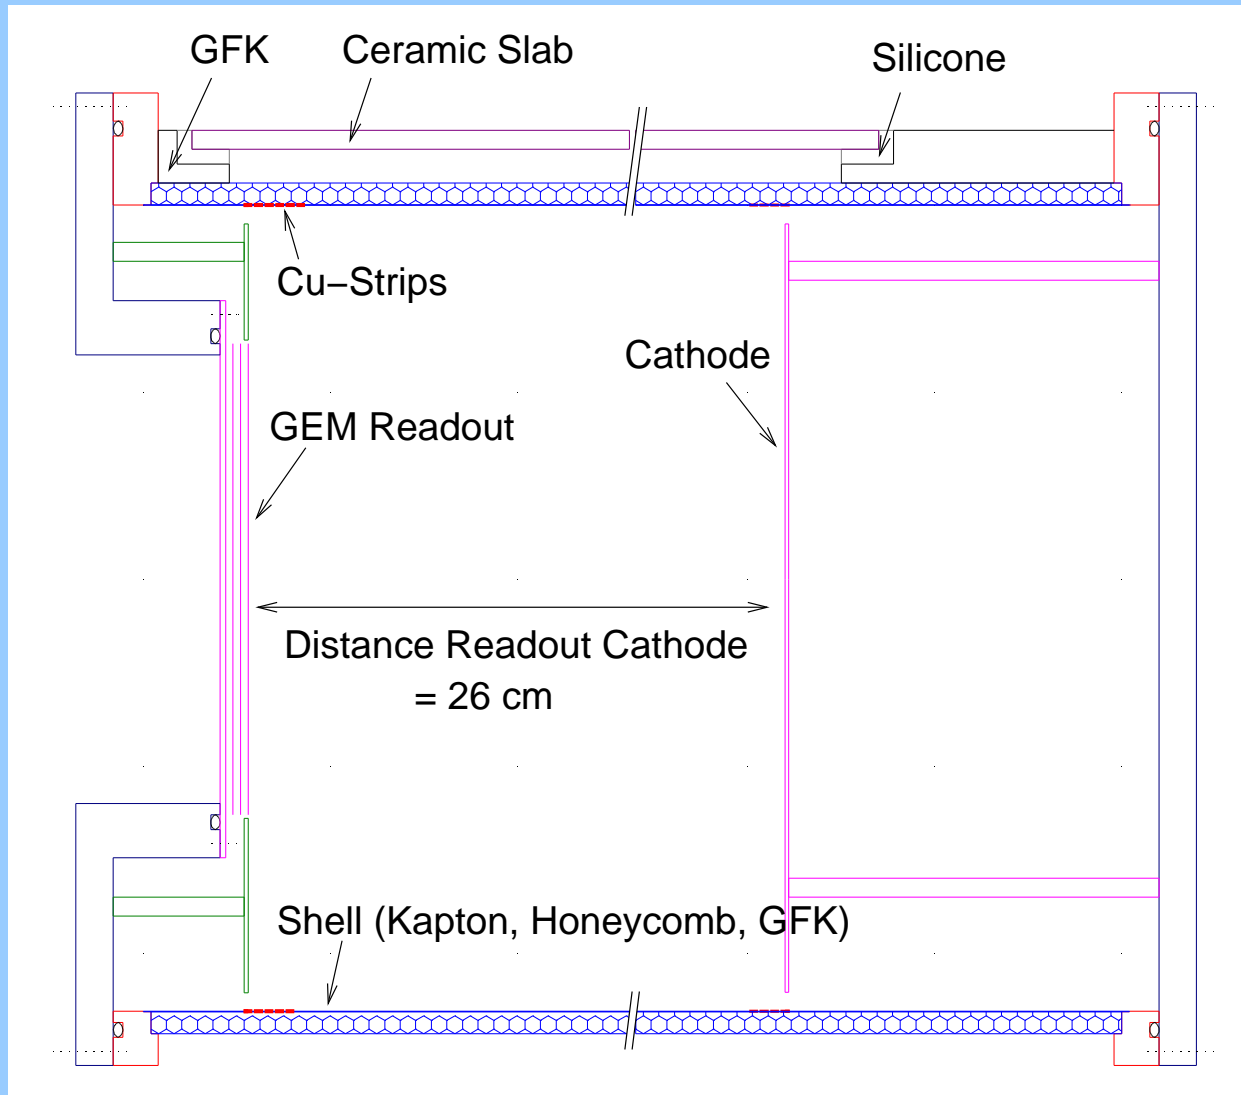 GFK
Ceramic Slab
Silicone
Cu−Strips
Cathode
GEM Readout
Distance Readout Cathode
= 26 cm
Shell (Kapton, Honeycomb, GFK)